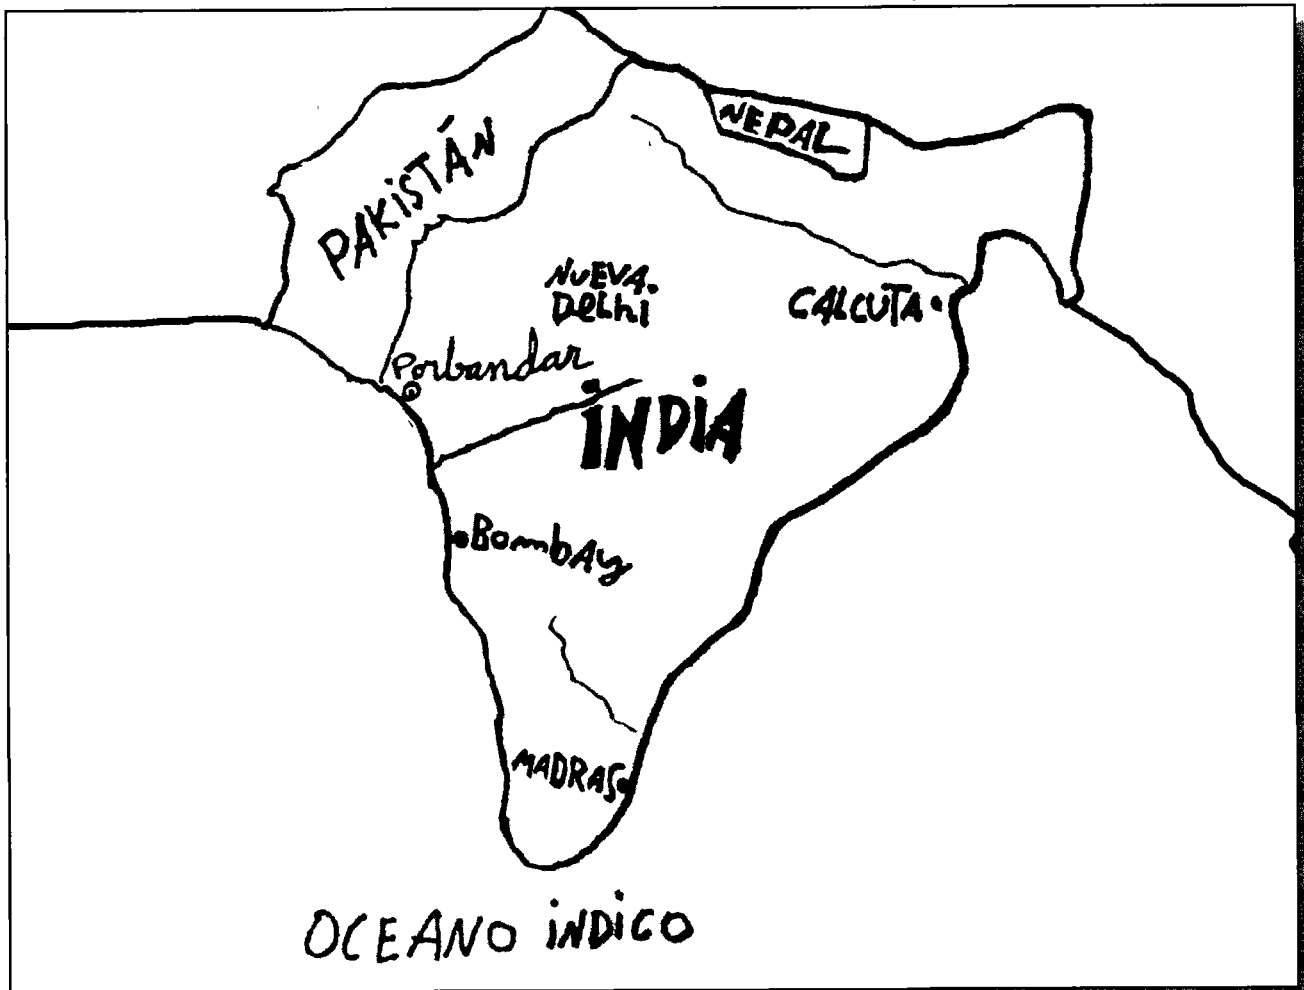 NEPAL
PAKiSTÁN
NUEVA
DeLhi
CALCUTA
Porbandar
iNDiA
BombAy
MADRAS
OCEANO iNDiCO